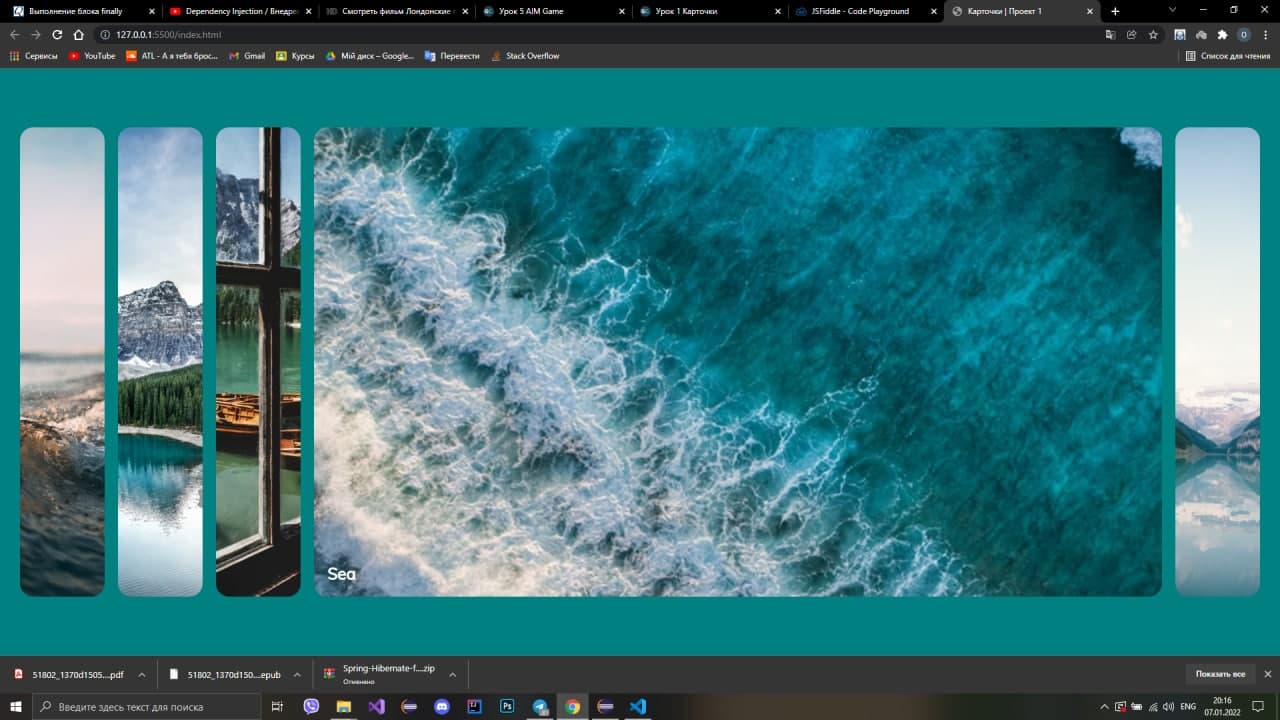 Выполнение блока finally
Dependency Injection / Внедре
Смотреть фильм Лондонские г
Урок 5 AIM Game
Урок 1 Карточки
JSFiddle - Code Playground
Карточки | Проект 1
127.0.0.1:5500/index.html
Сервисы
YouTube
ATL - А я тебя брос...
Gmail
Курсы
Мій диск – Google...
Перевести
Stack Overflow
Список для чтения
Sea
51802_1370d1505....pdf
51802_1370d150....epub
Spring-Hibernate-f....zip
Отменено
Показать все
Введите здесь текст для поиска
ENG
20:16
07.01.2022